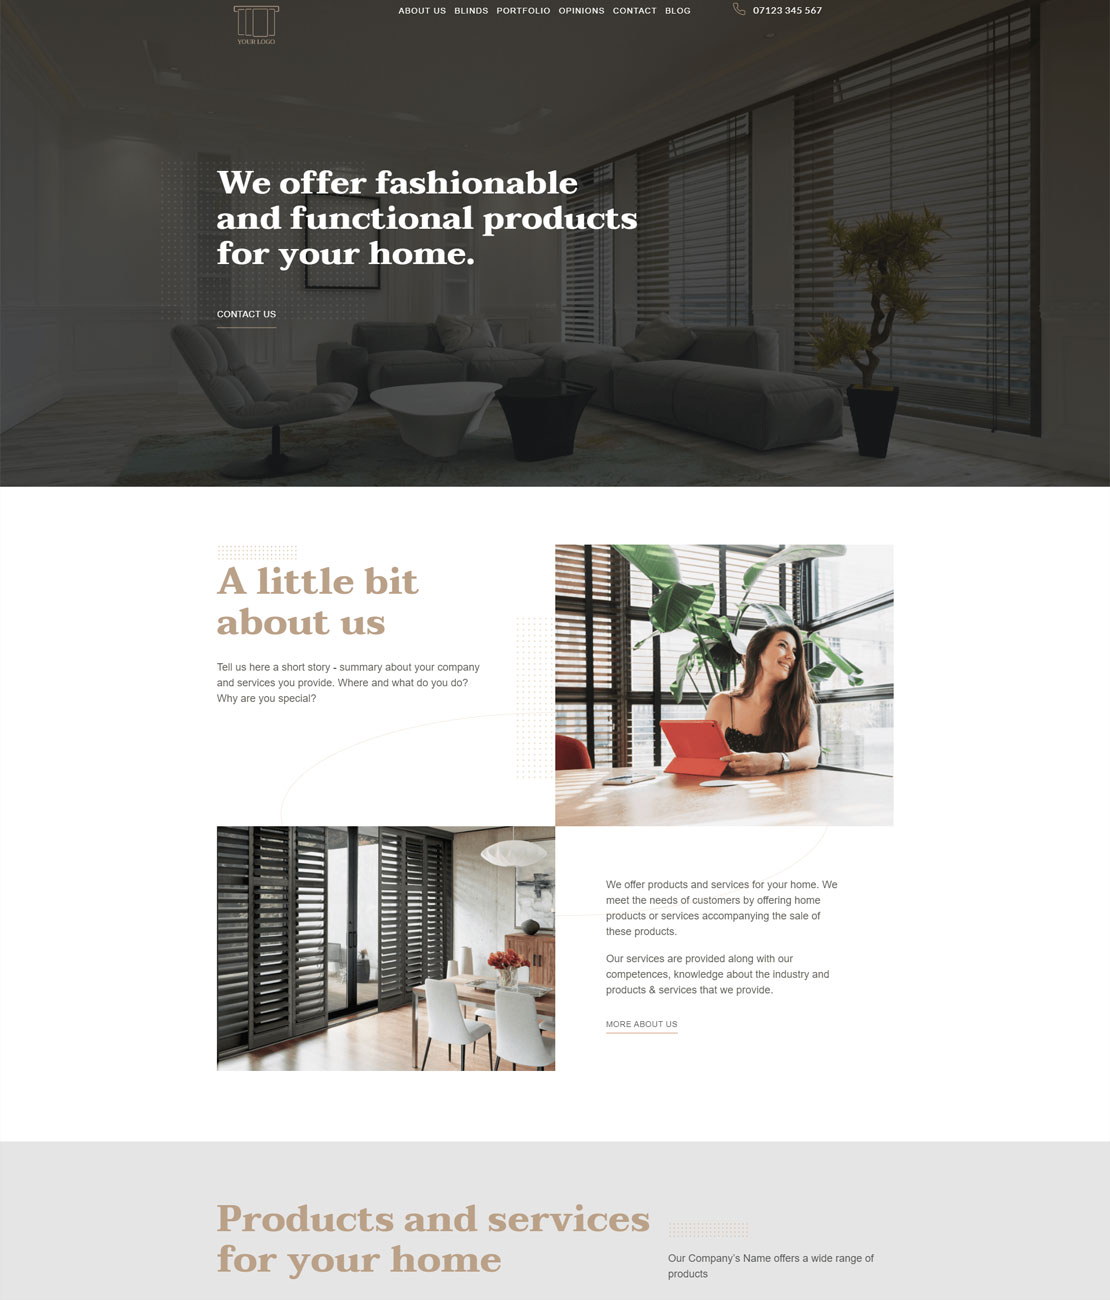 YOUR LOGO
ABOUT US BLINDS PORTFOLIO OPINIONS CONTACT BLOG
07123 345 567
We offer fashionable
and functional products
for your home.
CONTACT US
A little bit
about us
Tell us here a short story - summary about your company
and services you provide. Where and what do you do?
Why are you special?
We offer products and services for your home. We
meet the needs of customers by offering home
products or services accompanying the sale of
these products.
Our services are provided along with our
competences, knowledge about the industry and
products & services that we provide.
MORE ABOUT US
Products and services
for your home
Our Company's Name offers a wide range of
products